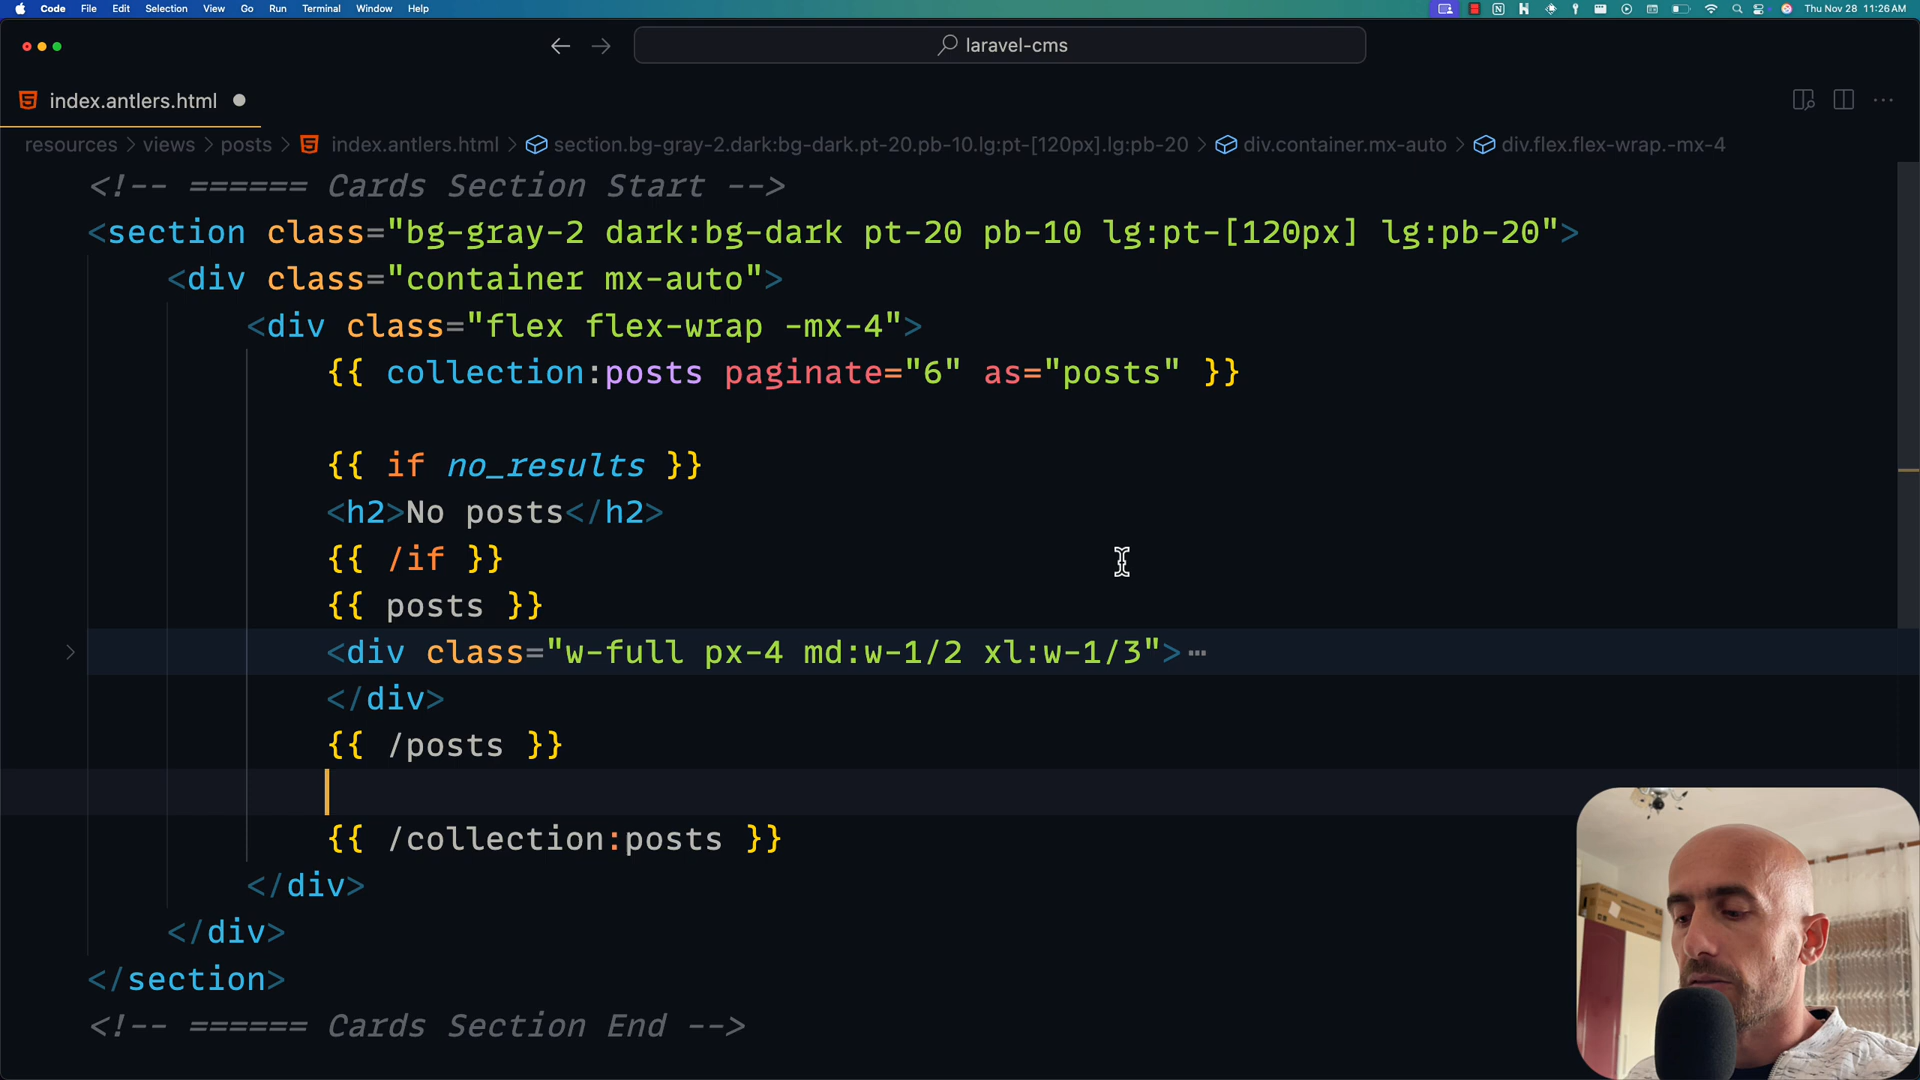 Code File Edit Selection View Go Run Terminal Window Help Thu Nov 28 11:26 AM
laravel-cms
index.antlers.html
resources > views > posts > index.antlers.html > section.bg-gray-2.dark:bg-dark.pt-20.pb-10.lg:pt-[120px].lg:pb-20 > div.container.mx-auto > div.flex.flex-wrap.-mx-4
<!-- ====== Cards Section Start -->
<section class="bg-gray-2 dark:bg-dark pt-20 pb-10 lg:pt-[120px] lg:pb-20">
<div class="container mx-auto">
<div class="flex flex-wrap -mx-4">
{{ collection:posts paginate="6" as="posts" }}
{{ if no_results }}
<h2>No posts</h2>
{{ /if }}
{{ posts }}
<div class="w-full px-4 md:w-1/2 xl:w-1/3">⋯
</div>
{{ /posts }}
{{ /collection:posts }}
</div>
</div>
</section>
<!-- ====== Cards Section End -->